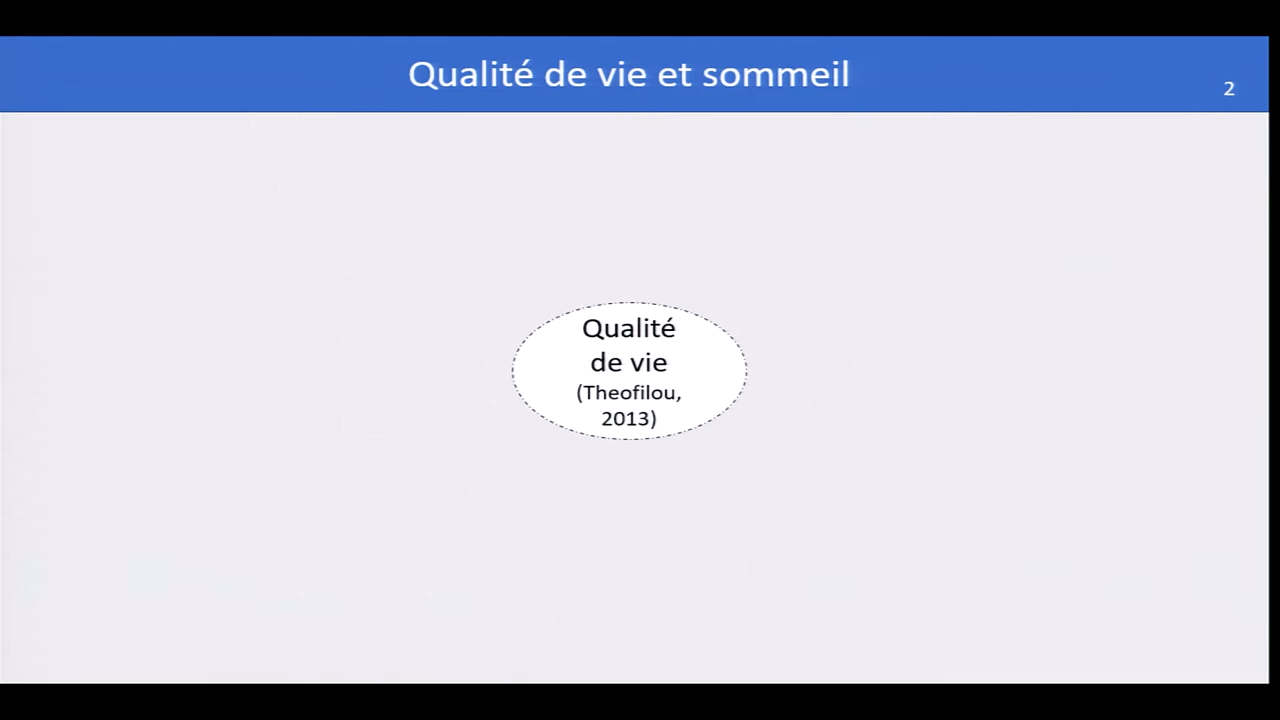 Qualité de vie et sommeil
2
Qualité
de vie
(Theofilou,
2013)